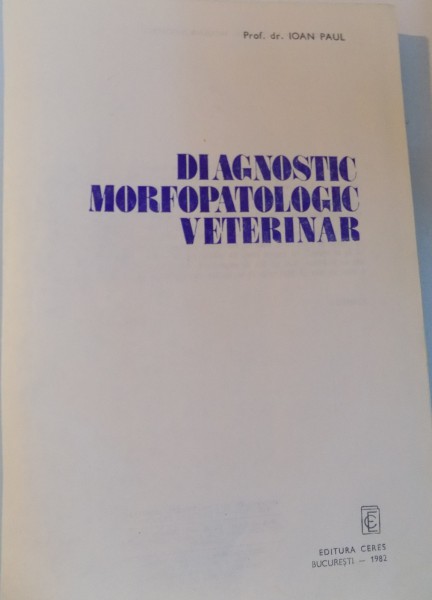 Prof. dr. IOAN PAUL
DIAGNOSTIC
MORFOPATOLOGIC
VETERINAR
EDITURA CERES
BUCUREȘTI — 1982